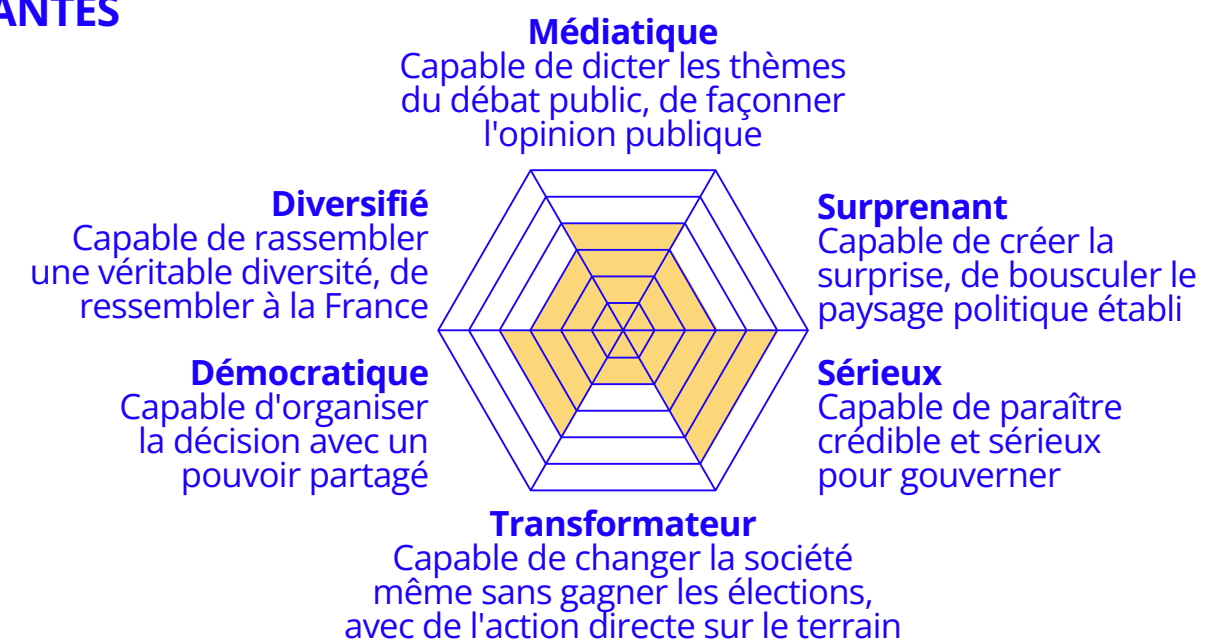 Médiatique
Capable de dicter les thèmes
du débat public, de façonner
l'opinion publique
Diversifié
Capable de rassembler
une véritable diversité, de
ressembler à la France
Surprenant
Capable de créer la
surprise, de bousculer le
paysage politique établi
Démocratique
Capable d'organiser
la décision avec un
pouvoir partagé
Sérieux
Capable de paraître
crédible et sérieux
pour gouverner
Transformateur
Capable de changer la société
même sans gagner les élections,
avec de l'action directe sur le terrain